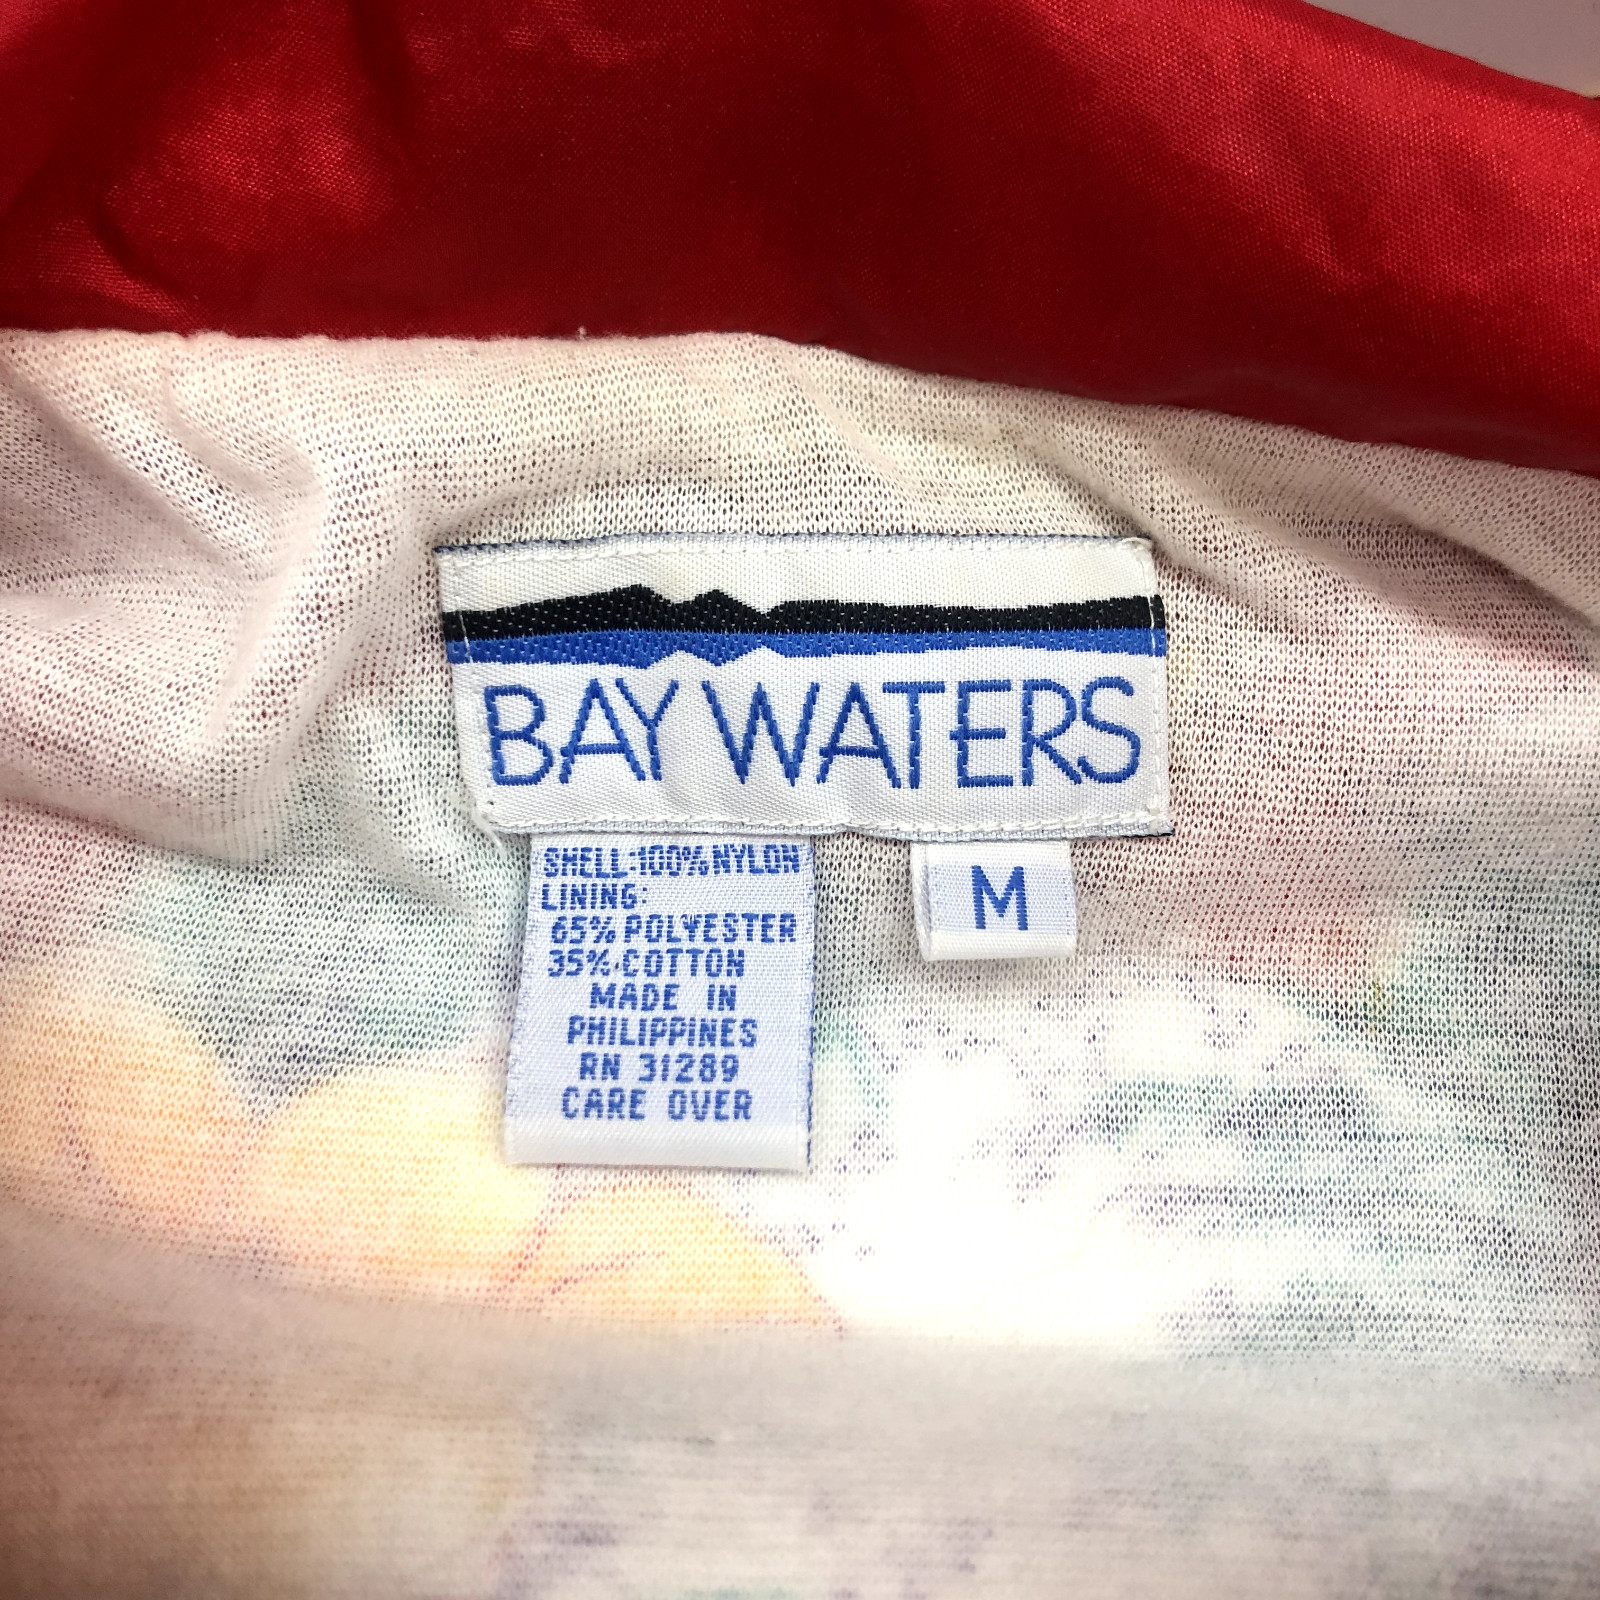 BAY WATERS
SHELL:100% NYLON
LINING:
65% POLYESTER
35% COTTON
MADE IN
PHILIPPINES
RN 31289
CARE OVER
M